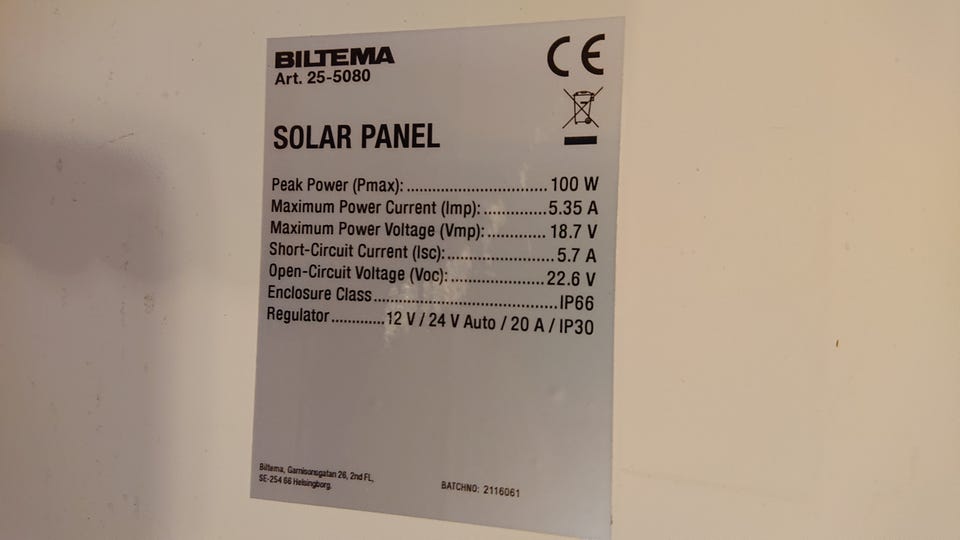 BILTEMA
Art. 25-5080
CE
SOLAR PANEL
Peak Power (Pmax): ............................... 100 W
Maximum Power Current (Imp): .............. 5.35 A
Maximum Power Voltage (Vmp): ............. 18.7 V
Short-Circuit Current (Isc): ....................... 5.7 A
Open-Circuit Voltage (Voc): ..................... 22.6 V
Enclosure Class ...................................... IP66
Regulator ............ 12 V / 24 V Auto / 20 A / IP30
Biltema, Garnisonsgatan 26, 2nd FL,
SE-254 66 Helsingborg.
BATCHNO: 2116061